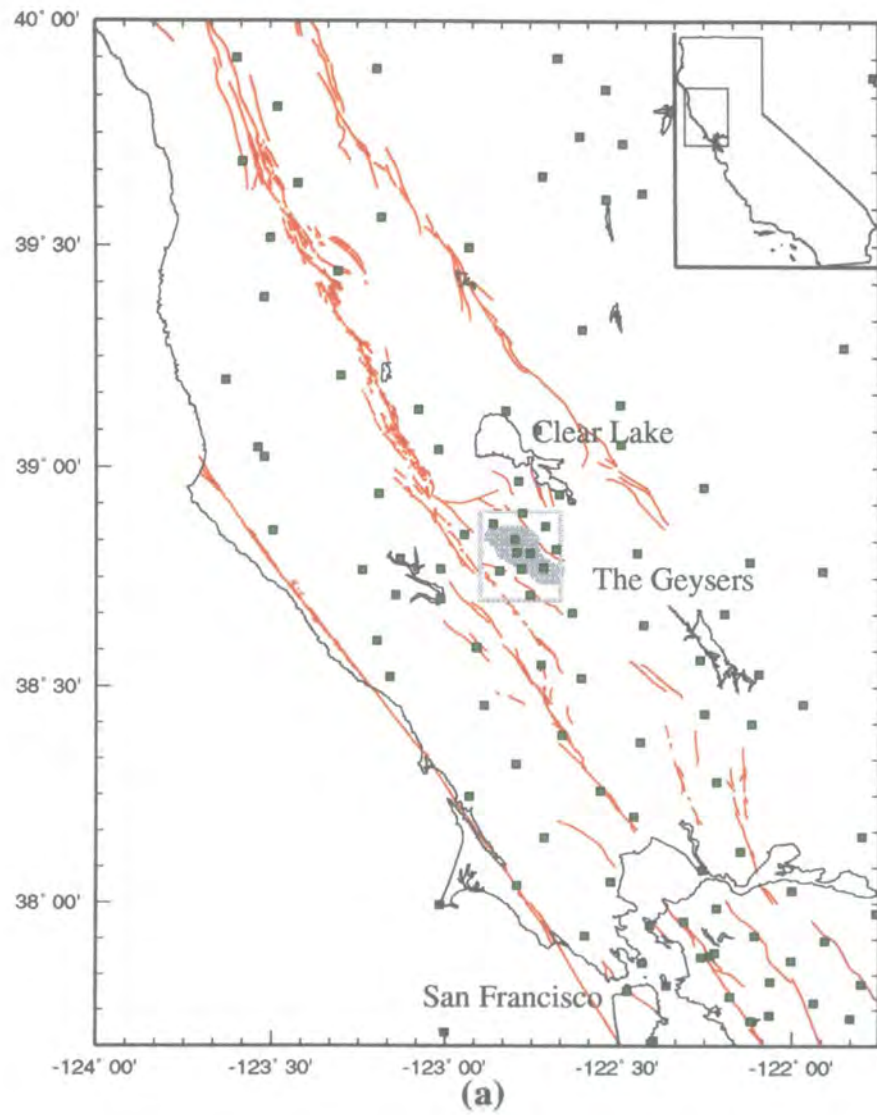 40° 00'
39° 30'
Clear Lake
39° 00'
The Geysers
38° 30'
38° 00'
San Francisco
-124° 00' -123° 30' -123° 00' -122° 30' -122° 00'
(a)